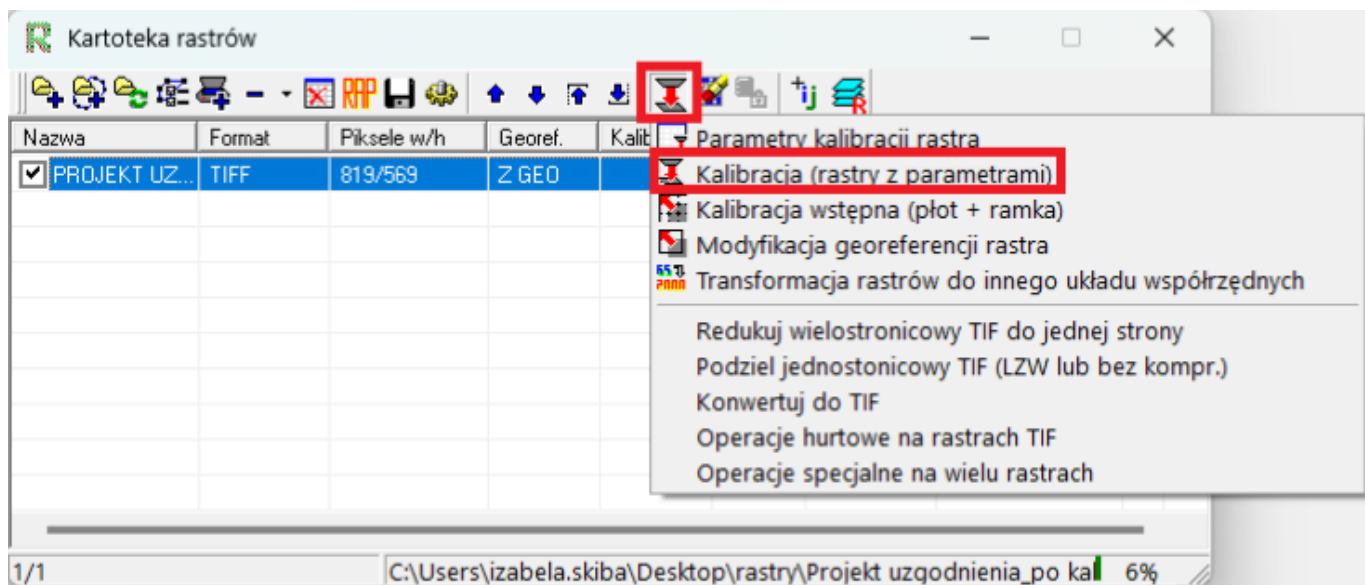 Kartoteka rastrów
RAP
+ij
R
Nazwa Format Piksele w/h Georef. Kalib
PROJEKT UZ... TIFF 819/569 Z GEO
Parametry kalibracji rastra
Kalibracja (rastry z parametrami)
Kalibracja wstępna (płot + ramka)
Modyfikacja georeferencji rastra
Transformacja rastrów do innego układu współrzędnych
Redukuj wielostronicowy TIF do jednej strony
Podziel jednostonicowy TIF (LZW lub bez kompr.)
Konwertuj do TIF
Operacje hurtowe na rastrach TIF
Operacje specjalne na wielu rastrach
1/1 C:\Users\izabela.skiba\Desktop\rastry\Projekt uzgodnienia_po kal 6%